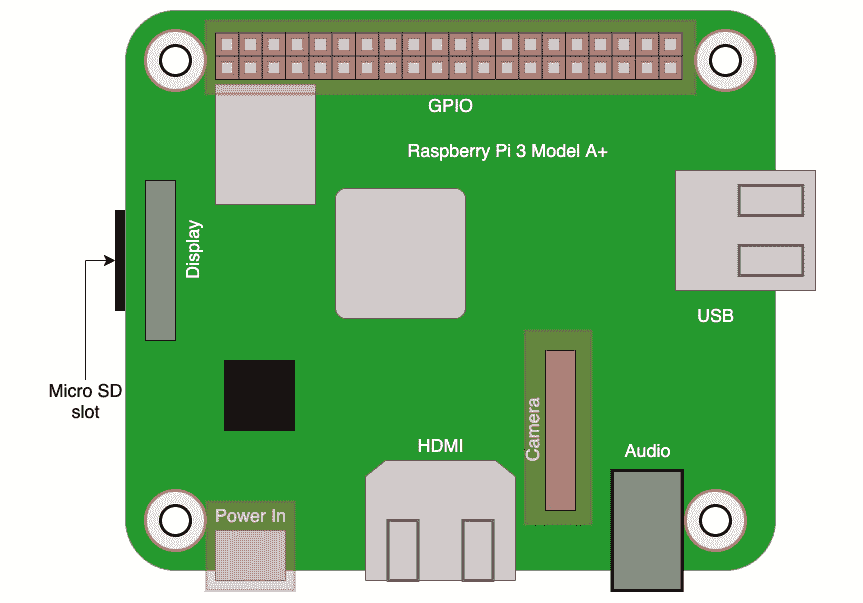 GPIO
Raspberry Pi 3 Model A+
Display
USB
Micro SD
slot
Camera
HDMI
Audio
Power In